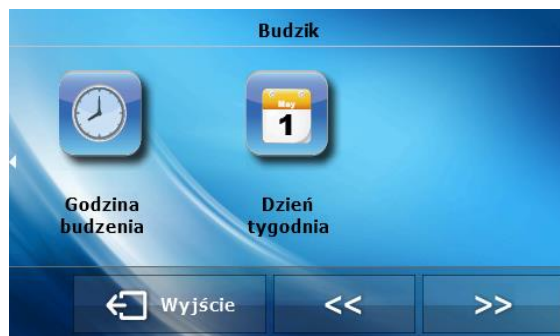 Budzik
May
1
Godzina
budzenia
Dzień
tygodnia
Wyjście
<<
>>